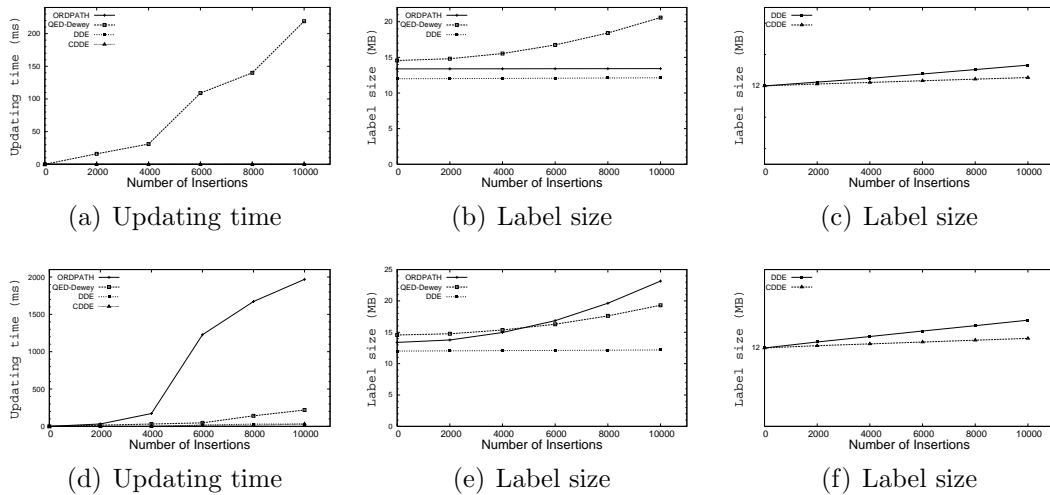 ORDPATH
QED-Dewey
DDE
CDDE
Updating time (ms)
200
150
100
50
0
0 2000 4000 6000 8000 10000
Number of Insertions
(a) Updating time
ORDPATH
QED-Dewey
DDE
Label size (MB)
20
15
10
5
0
0 2000 4000 6000 8000 10000
Number of Insertions
(b) Label size
DDE
CDDE
Label size (MB)
12
0 2000 4000 6000 8000 10000
Number of Insertions
(c) Label size
ORDPATH
QED-Dewey
DDE
CDDE
Updating time (ms)
2000
1500
1000
500
0
0 2000 4000 6000 8000 10000
Number of Insertions
(d) Updating time
ORDPATH
QED-Dewey
DDE
Label size (MB)
25
20
15
10
5
0
0 2000 4000 6000 8000 10000
Number of Insertions
(e) Label size
DDE
CDDE
Label size (MB)
12
0 2000 4000 6000 8000 10000
Number of Insertions
(f) Label size